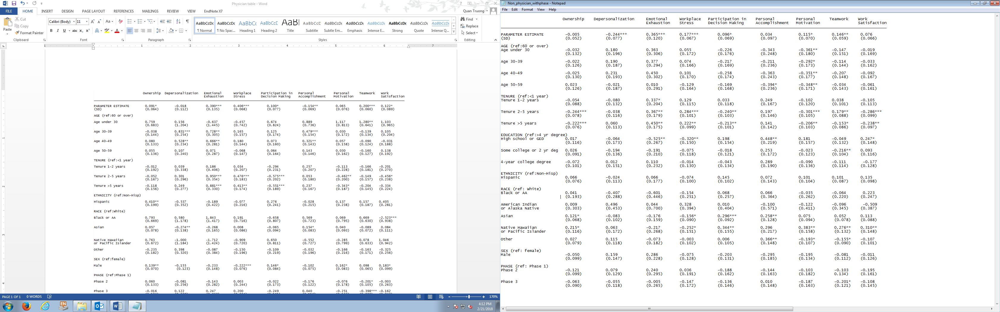 Physician table - Word
FILE HOME INSERT DESIGN PAGE LAYOUT REFERENCES MAILINGS REVIEW VIEW EndNote X7 Quan Truong
Cut
Copy
Format Painter
Paste
Clipboard
Calibri (Body) 11
Font
Paragraph
AaBbCcDc AaBbCcDc AaBbCc AaBbCcC AaBl AaBbCcD AaBbCcDc AaBbCcDc AaBbCcDc AaBbCcDc AaBbCcDc AaBbCcDc
¶ Normal ¶ No Spac... Heading 1 Heading 2 Title Subtitle Subtle Em... Emphasis Intense E... Strong Quote Intense Q...
Styles
Find
Replace
Select
Editing
Ownership Depersonalization Emotional Workplace Participation in Personal Personal Teamwork Work
Exhaustion Stress Decision Making Accomplishment Motivation Satisfaction
PARAMETER ESTIMATE 0.091* -0.018 0.390*** 0.406*** 0.100* -0.154** 0.065 0.200*** 0.122*
(SD) (0.064) (0.112) (0.135) (0.068) (0.077) (0.069) (0.076) (0.060) (0.089)
AGE (ref:60 or over)
Age under 30 0.759 0.156 -0.637 -0.457 0.674 0.889 1.117 1.280** 1.103
(0.683) (1.204) (1.445) (0.742) (0.824) (0.736) (0.813) (0.641) (0.965)
Age 30-39 -0.038 0.831*** 0.728** 0.165 0.125 0.479*** 0.030 -0.139 0.105
(0.144) (0.254) (0.305) (0.157) (0.174) (0.154) (0.172) (0.134) (0.204)
Age 40-49 0.080 0.528** 0.666** 0.180 0.073 0.321** 0.057 -0.090 -0.031
(0.133) (0.234) (0.281) (0.144) (0.160) (0.143) (0.158) (0.124) (0.188)
Age 50-59 0.055 0.107 0.071 -0.068 0.064 0.143 0.030 -0.160 0.138
(0.136) (0.240) (0.287) (0.147) (0.164) (0.146) (0.162) (0.127) (0.192)
TENURE (ref:<1 year)
Tenure 1-2 years -0.012 0.039 0.186 0.034 -0.294 0.257 -0.113 -0.166 -0.201
(0.192) (0.338) (0.406) (0.207) (0.231) (0.207) (0.228) (0.181) (0.270)
Tenure 2-5 years -0.052 0.301 0.950*** 0.476*** -0.575*** 0.053 -0.462** -0.149 -0.456*
(0.167) (0.296) (0.354) (0.183) (0.202) (0.180) (0.200) (0.157) (0.238)
Tenure >5 years -0.118 0.249 0.881*** 0.413** -0.551*** 0.237 -0.343* -0.204 -0.334
(0.156) (0.277) (0.330) (0.174) (0.189) (0.167) (0.187) (0.145) (0.224)
ETHNICITY (ref:Non-Hisp)
Hispanic 0.410** -0.537 -0.189 -0.077 0.276 -0.028 0.137 0.157 0.405
(0.199) (0.352) (0.422) (0.216) (0.241) (0.215) (0.238) (0.187) (0.281)
RACE (ref:White)
Black or AA 0.793 0.580 1.843 0.191 -0.658 0.569 0.069 0.669 -2.523***
(0.669) (1.178) (1.417) (0.716) (0.807) (0.723) (0.795) (0.630) (0.938)
Asian 0.057 -0.274** -0.268 0.008 -0.065 0.154* 0.040 -0.089 0.084
(0.078) (0.138) (0.165) (0.086) (0.094) (0.083) (0.093) (0.072) (0.111)
Native Hawaiian 0.763 -1.000 -1.712 -0.909 0.650 -0.552 -0.285 0.078 1.046
or Pacific Islander (0.672) (1.184) (1.424) (0.720) (0.811) (0.727) (0.799) (0.633) (0.942)
Other -0.235 0.398 -0.087 -0.150 -0.109 -0.032 -0.166 -0.163 -0.325
(0.182) (0.320) (0.384) (0.196) (0.219) (0.196) (0.216) (0.171) (0.256)
SEX (ref:female)
Male 0.139** -0.155 -0.233 -0.222*** 0.146* -0.102 0.162* 0.098 0.183*
(0.070) (0.123) (0.148) (0.076) (0.084) (0.075) (0.083) (0.065) (0.099)
PHASE (ref:Phase 1)
Phase 2 0.060 -0.081 -0.143 0.003 -0.022 -0.176 -0.076 -0.201* -0.003
(0.133) (0.256) (0.282) (0.244) (0.173) (0.122) (0.178) (0.105) (0.263)
Phase 3 -0.016 0.122 0.247 0.200 -0.249 0.040 -0.251 -0.398*** -0.162
PAGE 1 OF 1 0 WORDS 170%
4:12 PM
2/21/2018
Non_physician_withphase - Notepad
File Edit Format View Help
Ownership Depersonalization Emotional Workplace Participation in Personal Personal Teamwork Work
Exhaustion Stress Decision Making Accomplishment Motivation Satisfaction
PARAMETER ESTIMATE -0.005 -0.244*** 0.365*** 0.177*** 0.096* 0.034 0.115* 0.146** 0.076
(SD) (0.052) (0.077) (0.120) (0.067) (0.069) (0.097) (0.070) (0.059) (0.066)
AGE (ref:60 or over)
Age under 30 -0.032 0.180 0.363 0.055 -0.226 -0.343 -0.361** -0.147 -0.019
(0.132) (0.196) (0.306) (0.172) (0.176) (0.248) (0.180) (0.151) (0.169)
Age 30-39 -0.022 0.190 0.377 0.074 -0.217 -0.211 -0.292* -0.114 -0.033
(0.126) (0.187) (0.294) (0.166) (0.169) (0.236) (0.173) (0.144) (0.162)
Age 40-49 -0.025 0.231 0.450 0.101 -0.258 -0.363 -0.351** -0.207 -0.092
(0.130) (0.193) (0.302) (0.170) (0.174) (0.243) (0.177) (0.148) (0.167)
Age 50-59 0.023 -0.021 0.010 -0.129 -0.169 -0.394* -0.348** -0.034 -0.061
(0.126) (0.187) (0.291) (0.164) (0.168) (0.236) (0.171) (0.143) (0.161)
TENURE (ref:<1 year)
Tenure 1-2 years -0.054 -0.080 0.337* 0.129 0.033 0.249 -0.102 0.038 -0.105
(0.088) (0.132) (0.204) (0.115) (0.118) (0.167) (0.120) (0.101) (0.113)
Tenure 2-5 years -0.244*** -0.038 0.367** 0.284*** -0.240** 0.197 -0.301*** 0.179** -0.286***
(0.078) (0.116) (0.179) (0.101) (0.103) (0.146) (0.105) (0.088) (0.099)
Tenure >5 years -0.222*** 0.060 0.450** 0.222** -0.213** 0.141 -0.206** -0.153* -0.238**
(0.076) (0.113) (0.175) (0.099) (0.101) (0.142) (0.103) (0.086) (0.097)
EDUCATION (ref:>4 yr degree)
High school or GED 0.017 -0.064 -0.525** -0.320** 0.198 0.448** 0.181 -0.049 0.247*
(0.116) (0.173) (0.267) (0.150) (0.154) (0.219) (0.157) (0.132) (0.148)
Some college or 2 yr deg 0.026 -0.194 -0.191 -0.075 -0.018 0.253 -0.023 -0.216** 0.093
(0.091) (0.136) (0.210) (0.118) (0.121) (0.172) (0.123) (0.104) (0.116)
4-year college degree -0.072 0.012 0.110 -0.014 -0.043 0.289 -0.090 -0.111 -0.177
(0.101) (0.151) (0.232) (0.130) (0.134) (0.190) (0.136) (0.114) (0.128)
ETHNICITY (ref:Non-Hisp)
Hispanic 0.066 -0.024 0.066 -0.074 0.145 0.072 0.101 0.101 0.135
(0.076) (0.113) (0.177) (0.100) (0.102) (0.143) (0.104) (0.087) (0.098)
RACE (ref: White)
Black or AA 0.041 -0.407 -0.601 -0.154 0.068 0.066 -0.035 -0.064 0.223
(0.193) (0.288) (0.446) (0.251) (0.257) (0.364) (0.262) (0.220) (0.247)
American Indian 0.009 0.496 0.044 0.328 0.010 -0.100 -0.122 -0.096 -0.509
or Alaska Native (0.303) (0.453) (0.700) (0.394) (0.404) (0.571) (0.411) (0.345) (0.387)
Asian 0.121* -0.083 -0.176 -0.156* 0.296*** 0.258** 0.075 0.052 0.113
(0.068) (0.102) (0.159) (0.090) (0.092) (0.128) (0.094) (0.078) (0.088)
Native Hawaiian 0.215* 0.063 -0.217 -0.252* 0.344** 0.296 0.383** 0.276** 0.310**
or Pacific Islander (0.116) (0.172) (0.268) (0.151) (0.155) (0.217) (0.158) (0.132) (0.148)
Other 0.027 0.115 -0.073 -0.003 0.006 0.366** -0.193* -0.155* -0.107
(0.079) (0.118) (0.182) (0.102) (0.105) (0.148) (0.107) (0.090) (0.101)
SEX (ref: female)
Male -0.050 0.159 0.286 -0.075 -0.203 -0.295 -0.195 -0.081 -0.011
(0.099) (0.147) (0.228) (0.128) (0.131) (0.185) (0.134) (0.112) (0.126)
PHASE (ref: Phase 1)
Phase 2 -0.121 0.079 0.240 0.036 -0.188 -0.144 -0.103 -0.103 -0.195
(0.099) (0.129) (0.295) (0.191) (0.162) (0.163) (0.182) 0.134) (0.161)
Phase 3 -0.063 -0.055 -0.005 -0.147 -0.136 0.010 -0.187 -0.201* -0.108
(0.090) (0.118) (0.265) (0.172) (0.146) (0.148) (0.163) (0.121) (0.145)